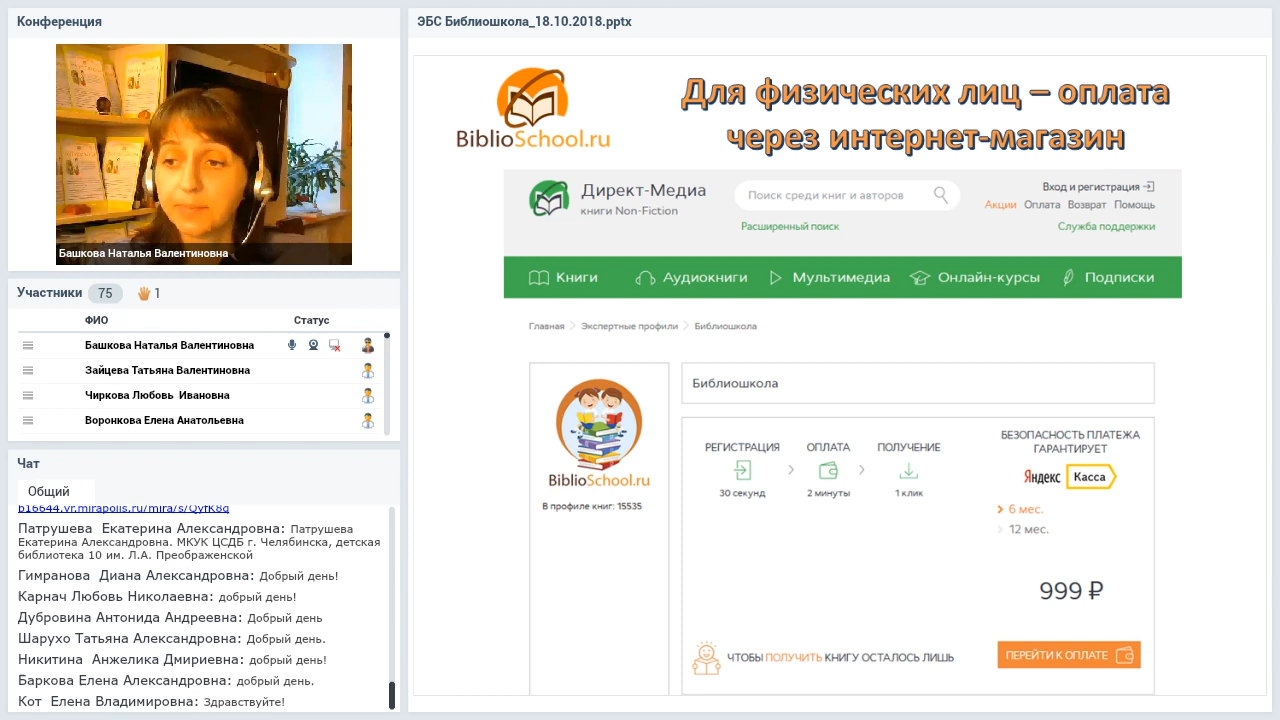 Конференция
Башкова Наталья Валентиновна
Участники 75 1
ФИО Статус
Башкова Наталья Валентиновна
Зайцева Татьяна Валентиновна
Чиркова Любовь Ивановна
Воронкова Елена Анатольевна
Чат
Общий
b16644.vr.mirapolis.ru/mira/s/QyfK8q
Патрушева Екатерина Александровна: Патрушева
Екатерина Александровна. МКУК ЦСДБ г. Челябинска, детская
библиотека 10 им. Л.А. Преображенской
Гимранова Диана Александровна: Добрый день!
Карнач Любовь Николаевна: добрый день!
Дубровина Антонида Андреевна: Добрый день
Шарухо Татьяна Александровна: Добрый день.
Никитина Анжелика Дмириевна: добрый день!
Баркова Елена Александровна: добрый день.
Кот Елена Владимировна: Здравствуйте!
ЭБС Библиошкола_18.10.2018.pptx
BiblioSchool.ru
Для физических лиц – оплата
через интернет-магазин
Директ-Медиа
книги Non-Fiction
Поиск среди книг и авторов
Расширенный поиск
Вход и регистрация
Акции Оплата Возврат Помощь
Служба поддержки
Книги Аудиокниги Мультимедиа Онлайн-курсы Подписки
Главная Экспертные профили Библиошкола
BiblioSchool.ru
В профиле книг: 15535
Библиошкола
РЕГИСТРАЦИЯ ОПЛАТА ПОЛУЧЕНИЕ
30 секунд 2 минуты 1 клик
БЕЗОПАСНОСТЬ ПЛАТЕЖА
ГАРАНТИРУЕТ
Яндекс Касса
6 мес.
12 мес.
999 ₽
ЧТОБЫ ПОЛУЧИТЬ КНИГУ ОСТАЛОСЬ ЛИШЬ
ПЕРЕЙТИ К ОПЛАТЕ